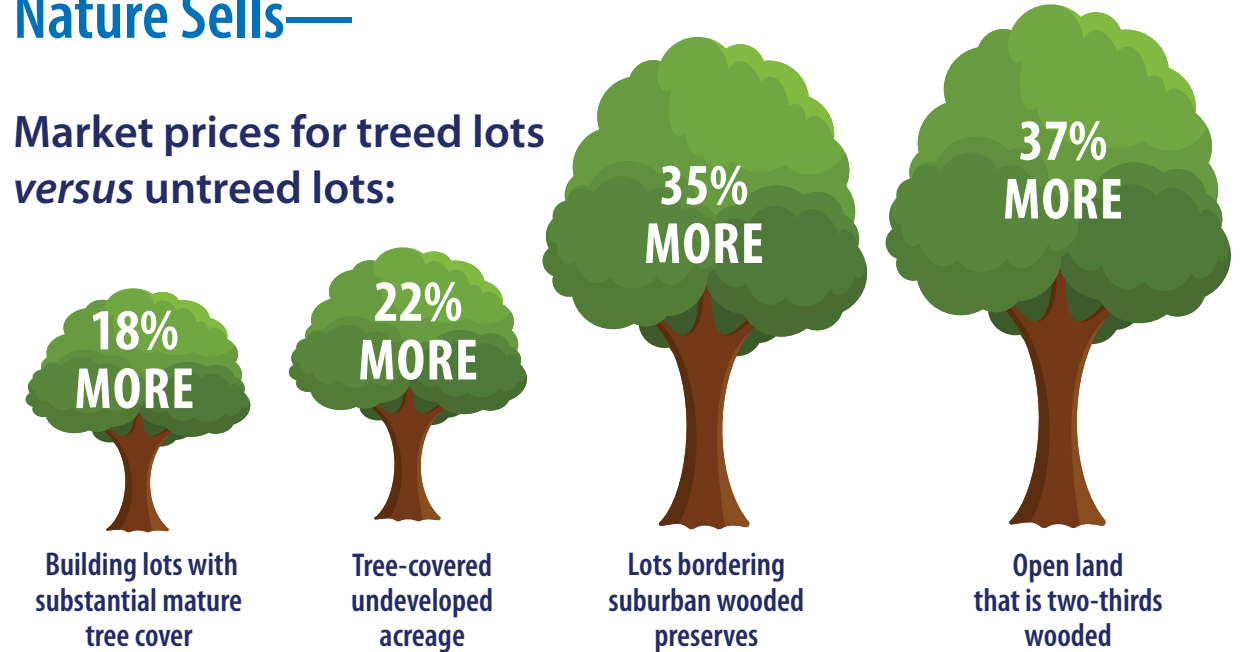 Nature Sells—
Market prices for treed lots
versus untreed lots:
18%
MORE
Building lots with
substantial mature
tree cover
22%
MORE
Tree-covered
undeveloped
acreage
35%
MORE
Lots bordering
suburban wooded
preserves
37%
MORE
Open land
that is two-thirds
wooded